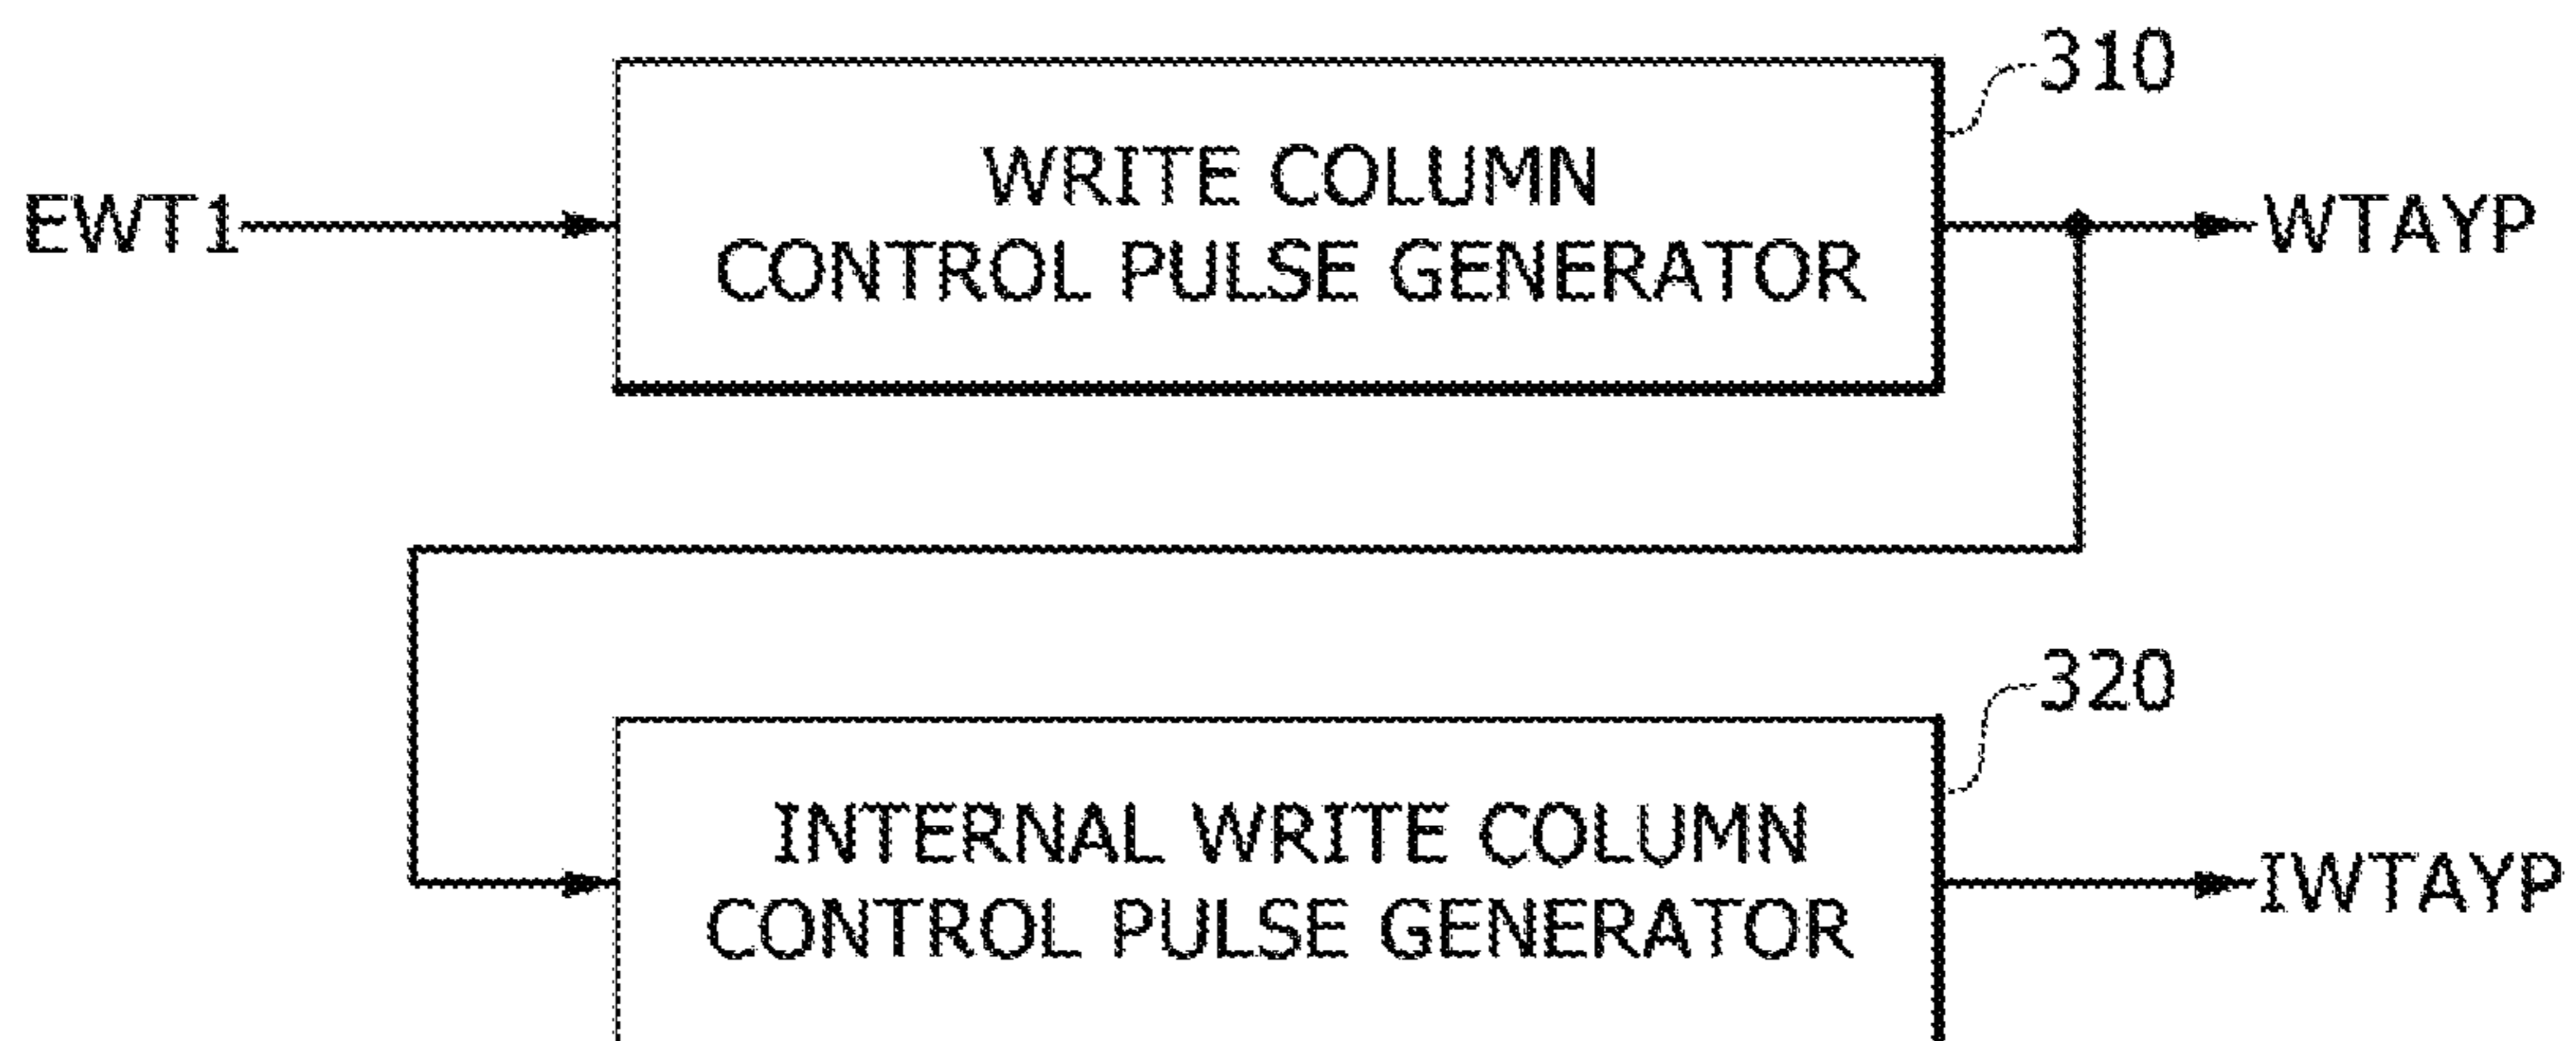 310
WRITE COLUMN
EWT1
WTAYP
CONTROL PULSE GENERATOR
320
INTERNAL WRITE COLUMN
IWTAYP
CONTROL PULSE GENERATOR